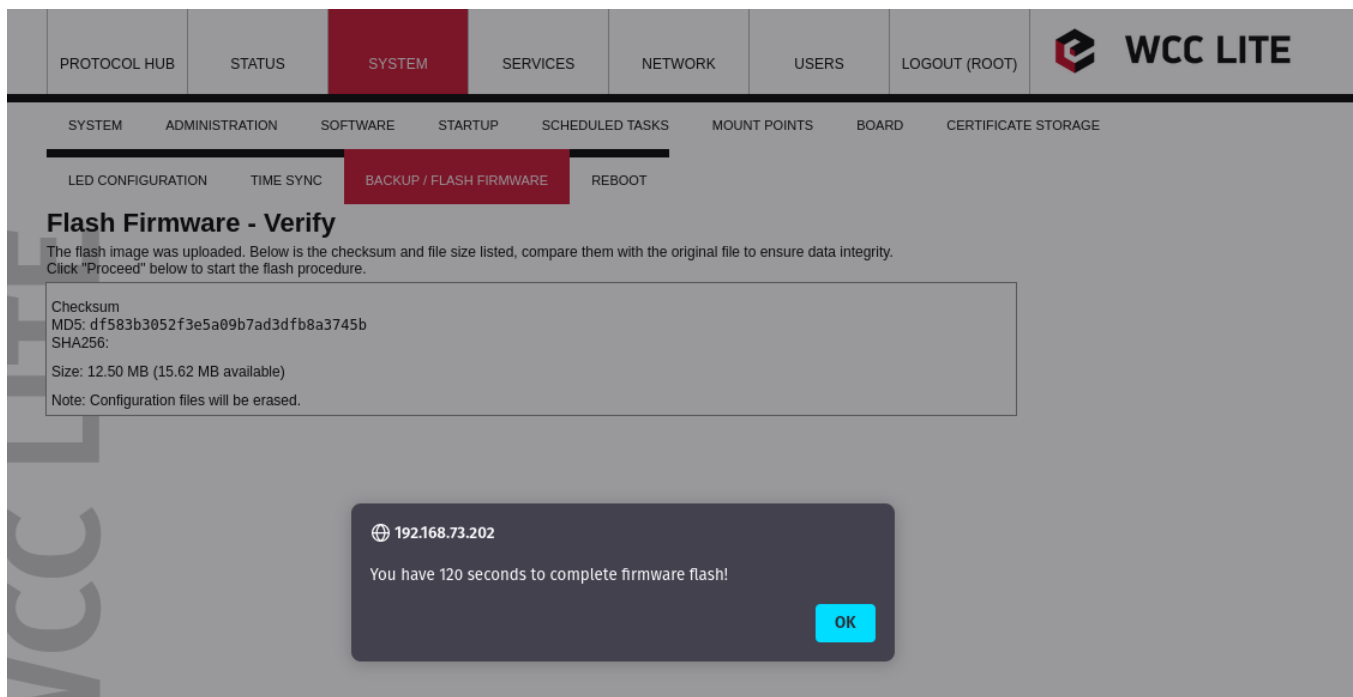 PROTOCOL HUB STATUS SYSTEM SERVICES NETWORK USERS LOGOUT (ROOT) WCC LITE
SYSTEM ADMINISTRATION SOFTWARE STARTUP SCHEDULED TASKS MOUNT POINTS BOARD CERTIFICATE STORAGE
LED CONFIGURATION TIME SYNC BACKUP / FLASH FIRMWARE REBOOT
Flash Firmware - Verify
The flash image was uploaded. Below is the checksum and file size listed, compare them with the original file to ensure data integrity.
Click "Proceed" below to start the flash procedure.
Checksum
MD5: df583b3052f3e5a09b7ad3dfb8a3745b
SHA256:
Size: 12.50 MB (15.62 MB available)
Note: Configuration files will be erased.
192.168.73.202
You have 120 seconds to complete firmware flash!
OK
WCC LITE